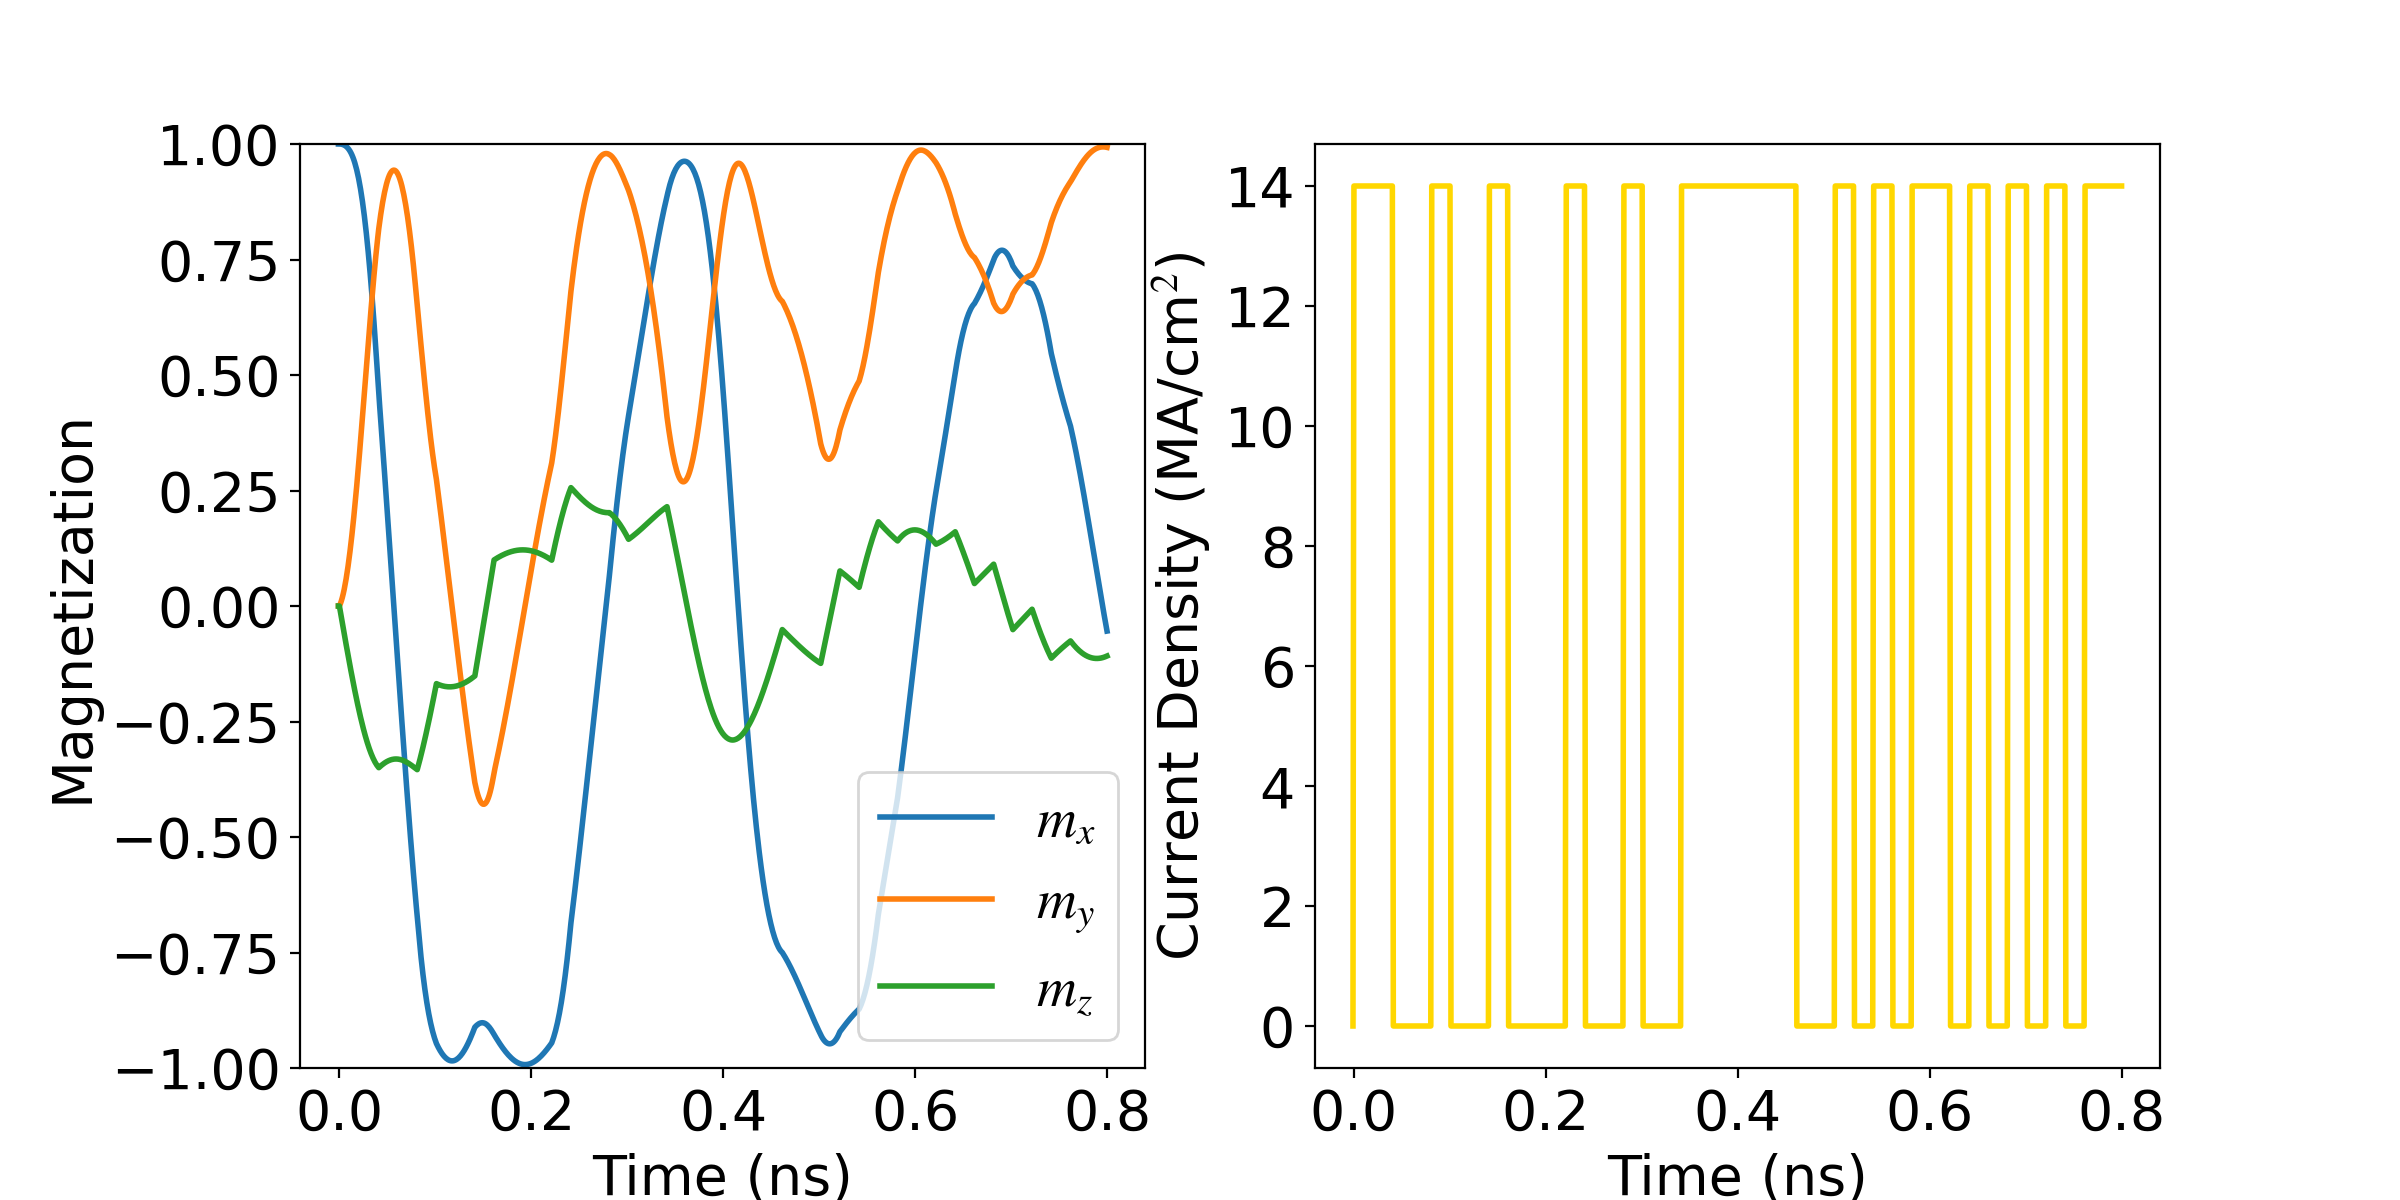 Magnetization
1.00
0.75
0.50
0.25
0.00
−0.25
−0.50
−0.75
−1.00
0.0 0.2 0.4 0.6 0.8
Time (ns)
m_x
m_y
m_z
Current Density (MA/cm²)
14
12
10
8
6
4
2
0
0.0 0.2 0.4 0.6 0.8
Time (ns)